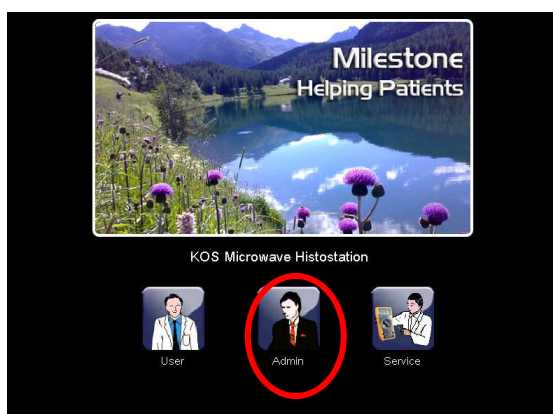 Milestone
Helping Patients
KOS Microwave Histostation
User
Admin
Service